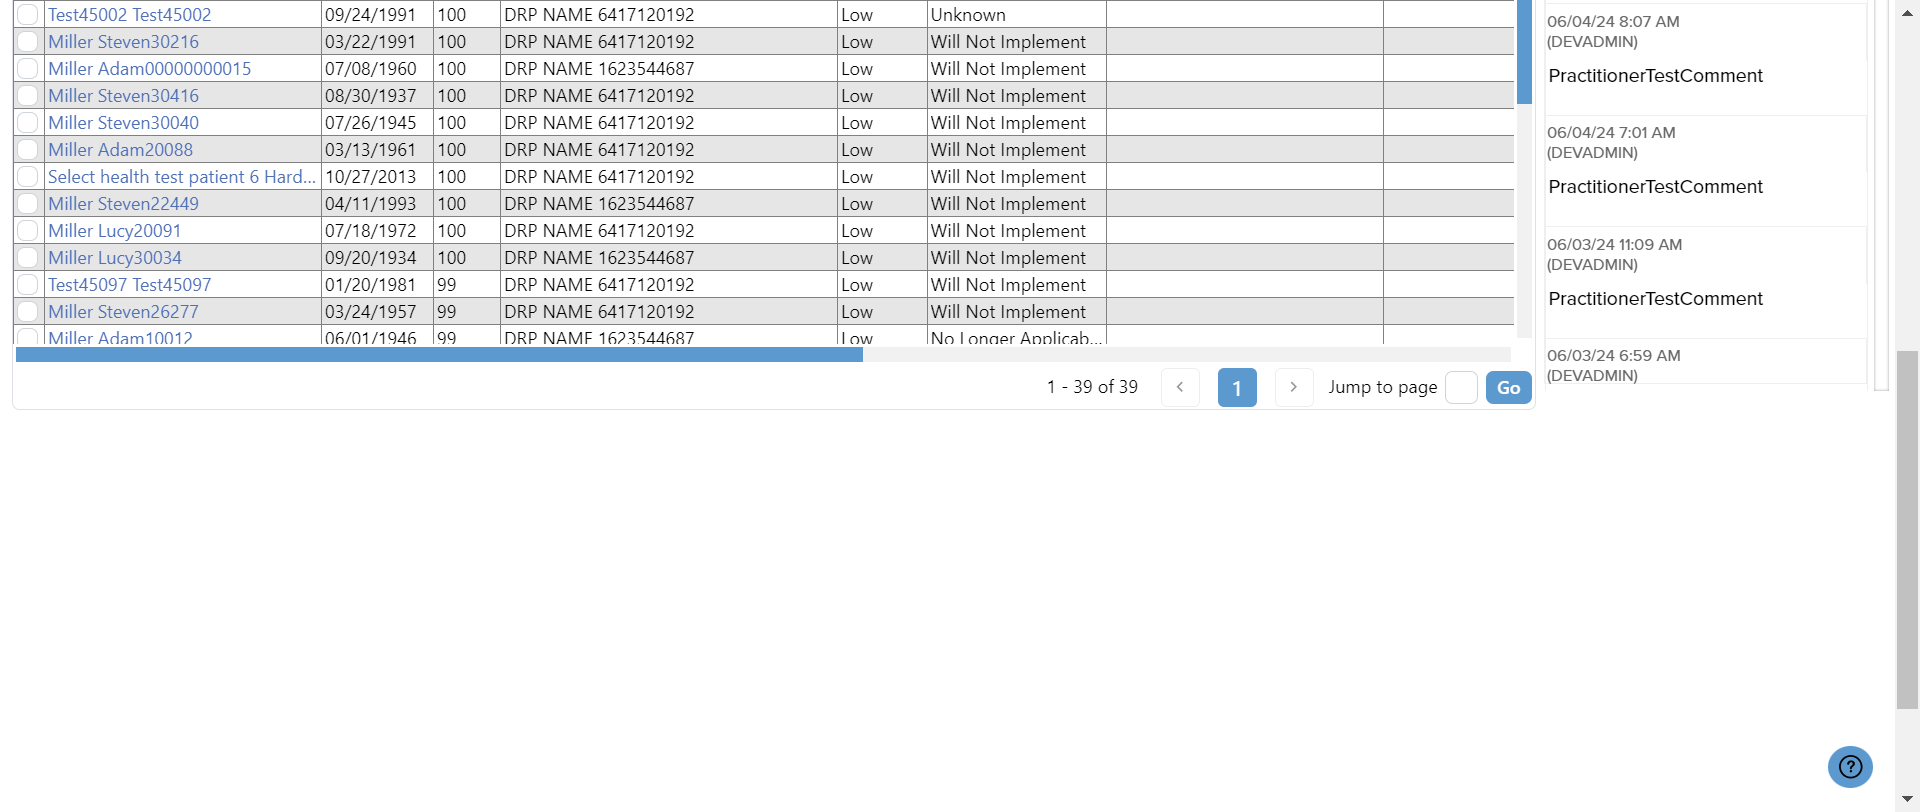 Test45002 Test45002 09/24/1991 100 DRP NAME 6417120192 Low Unknown
Miller Steven30216 03/22/1991 100 DRP NAME 6417120192 Low Will Not Implement
Miller Adam00000000015 07/08/1960 100 DRP NAME 1623544687 Low Will Not Implement
Miller Steven30416 08/30/1937 100 DRP NAME 6417120192 Low Will Not Implement
Miller Steven30040 07/26/1945 100 DRP NAME 6417120192 Low Will Not Implement
Miller Adam20088 03/13/1961 100 DRP NAME 6417120192 Low Will Not Implement
Select health test patient 6 Hard... 10/27/2013 100 DRP NAME 6417120192 Low Will Not Implement
Miller Steven22449 04/11/1993 100 DRP NAME 1623544687 Low Will Not Implement
Miller Lucy20091 07/18/1972 100 DRP NAME 6417120192 Low Will Not Implement
Miller Lucy30034 09/20/1934 100 DRP NAME 1623544687 Low Will Not Implement
Test45097 Test45097 01/20/1981 99 DRP NAME 6417120192 Low Will Not Implement
Miller Steven26277 03/24/1957 99 DRP NAME 6417120192 Low Will Not Implement
Miller Adam10012 06/01/1946 99 DRP NAME 1623544687 Low No Longer Applicab...
1 - 39 of 39 < 1 > Jump to page Go
06/04/24 8:07 AM
(DEVADMIN)
PractitionerTestComment
06/04/24 7:01 AM
(DEVADMIN)
PractitionerTestComment
06/03/24 11:09 AM
(DEVADMIN)
PractitionerTestComment
06/03/24 6:59 AM
(DEVADMIN)
?